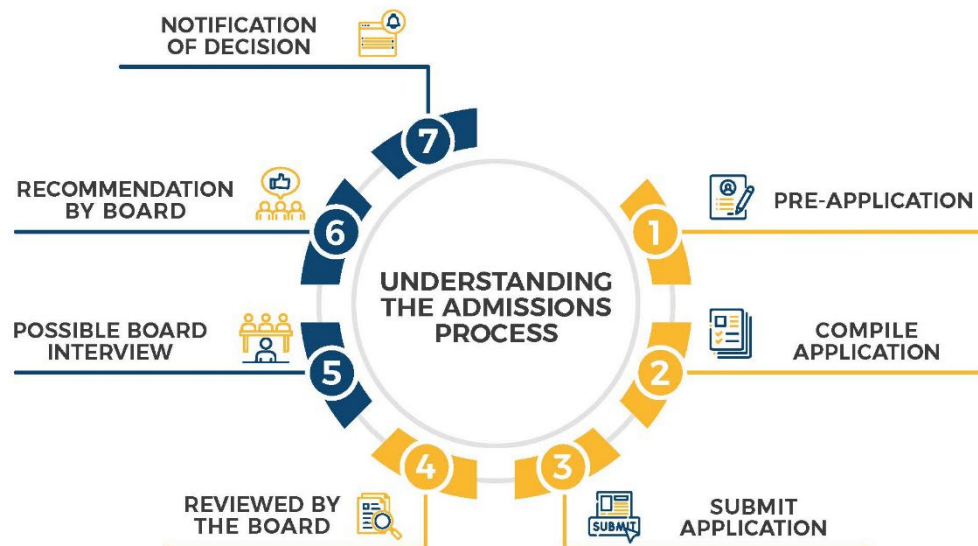 UNDERSTANDING
THE ADMISSIONS
PROCESS
1
PRE-APPLICATION
2
COMPILE
APPLICATION
3
SUBMIT
SUBMIT
APPLICATION
4
REVIEWED BY
THE BOARD
5
POSSIBLE BOARD
INTERVIEW
6
RECOMMENDATION
BY BOARD
7
NOTIFICATION
OF DECISION